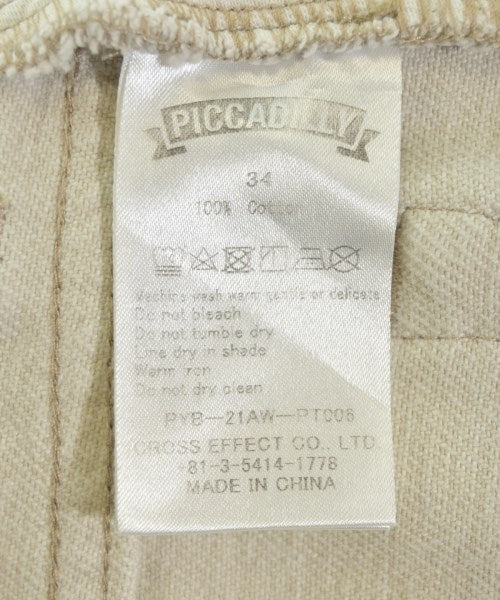 PICCADILLY
34
100% Cotton
Machine wash warm gentle or delicate
Do not bleach
Do not tumble dry
Line dry in shade
Warm iron
Do not dry clean
PYB-21AW-PT006
CROSS EFFECT CO., LTD
81-3-5414-1778
MADE IN CHINA